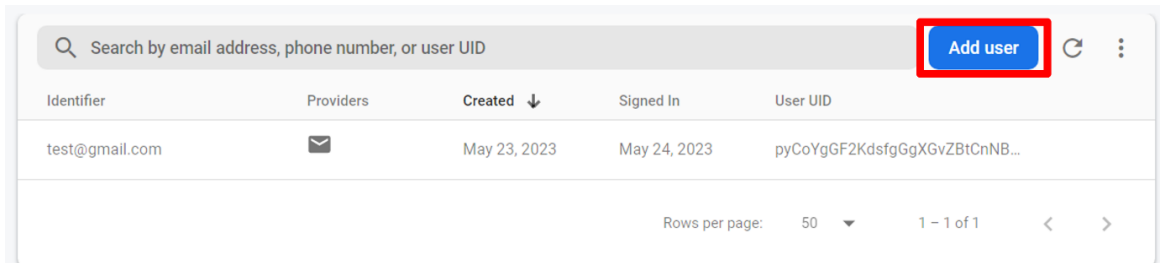 Search by email address, phone number, or user UID Add user
Identifier Providers Created Signed In User UID
test@gmail.com May 23, 2023 May 24, 2023 pyCoYgGF2KdsfgGgXGvZBtCnNB...
Rows per page: 50 1 – 1 of 1